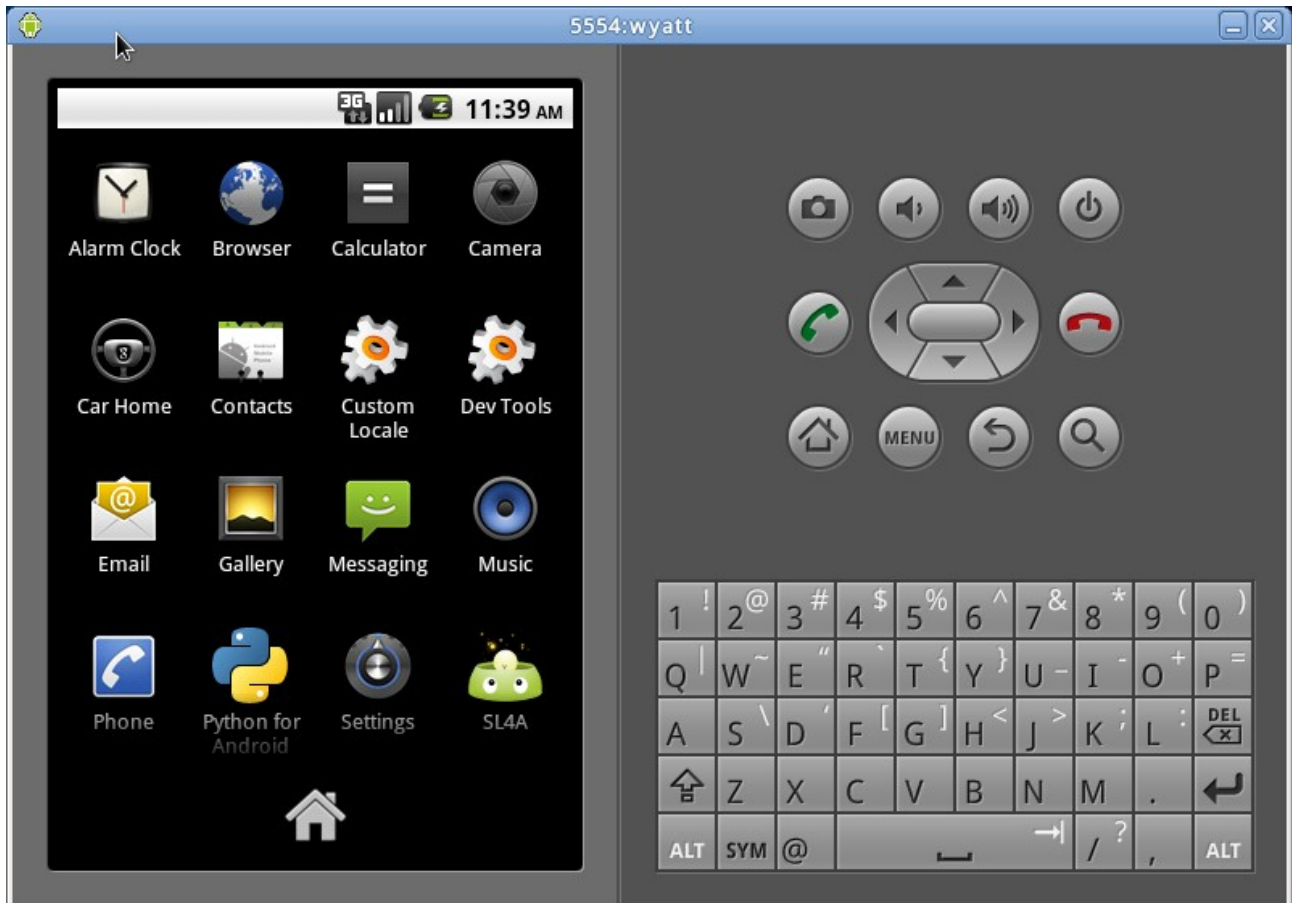 5554:wyatt
3G 11:39 AM
Alarm Clock Browser Calculator Camera
Car Home Contacts Custom Locale Dev Tools
Email Gallery Messaging Music
Phone Python for Android Settings SL4A
MENU
1 ! 2 @ 3 # 4 $ 5 % 6 ^ 7 & 8 * 9 ( 0 )
Q | W ~ E " R ` T { Y } U _ I - O + P =
A S \ D ' F [ G ] H < J > K ; L : DEL
Z X C V B N M .
ALT SYM @ / ? , ALT